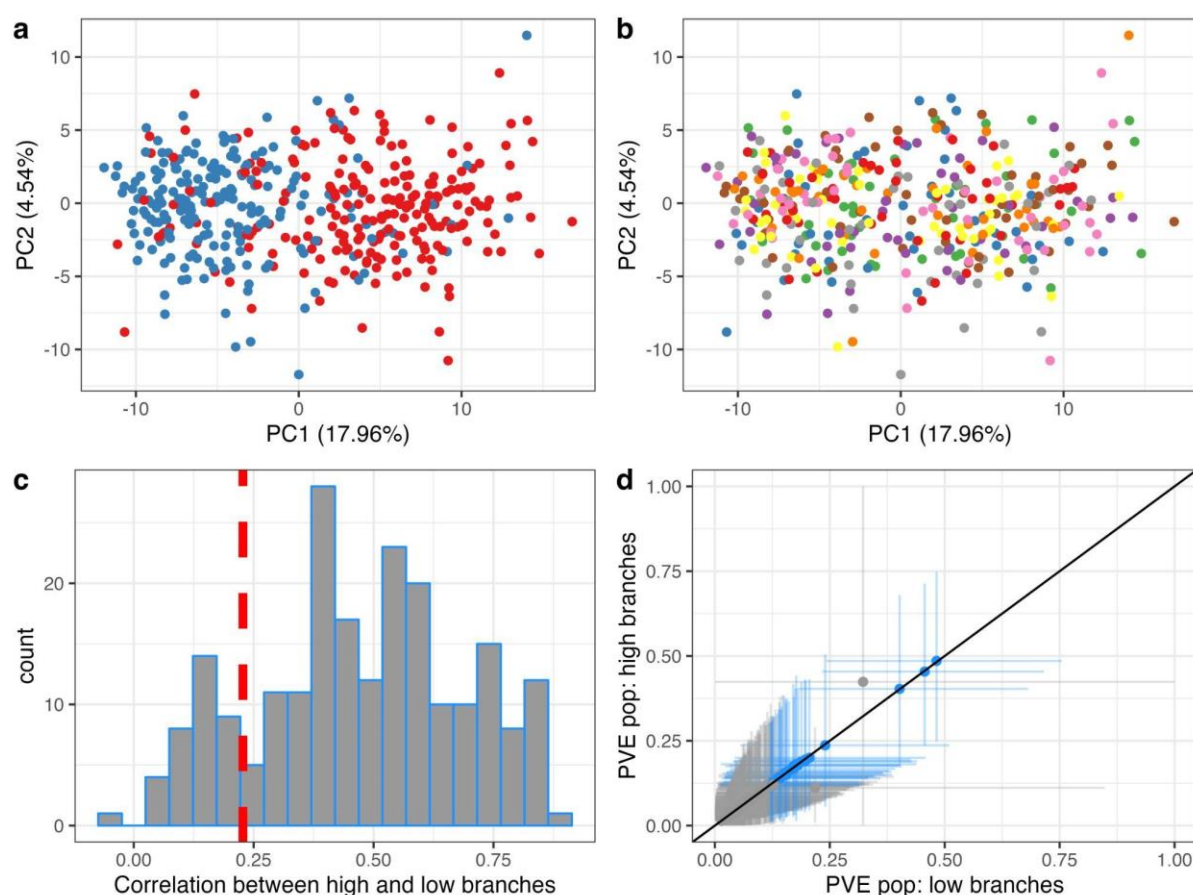 a
10
5
0
-5
-10
PC2 (4.54%)
-10
0
10
PC1 (17.96%)
b
10
5
0
-5
-10
PC2 (4.54%)
-10
0
10
PC1 (17.96%)
c
20
10
0
count
0.00
0.25
0.50
0.75
Correlation between high and low branches
d
1.00
0.75
0.50
0.25
0.00
PVE pop: high branches
0.00
0.25
0.50
0.75
1.00
PVE pop: low branches